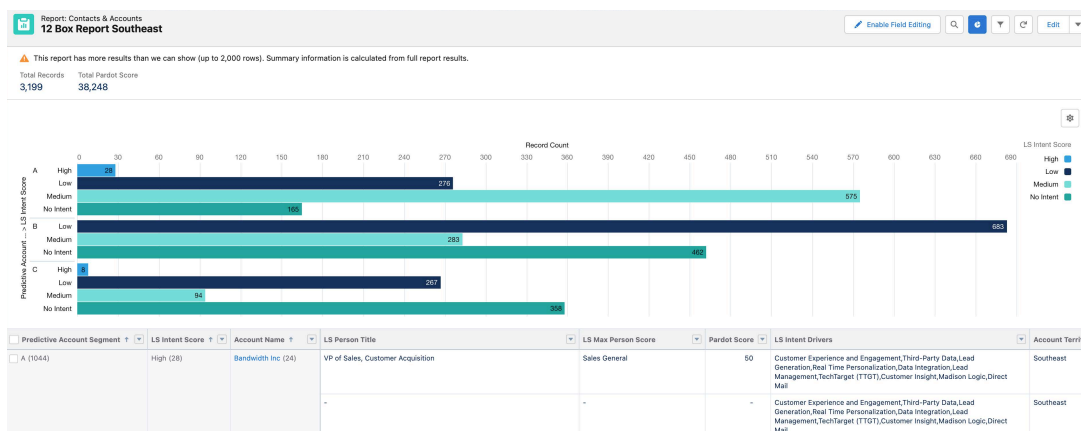 Report: Contacts & Accounts
12 Box Report Southeast
Enable Field Editing
Edit
This report has more results than we can show (up to 2,000 rows). Summary information is calculated from full report results.
Total Records Total Pardot Score
3,199 38,248
Record Count
0 30 60 90 120 150 180 210 240 270 300 330 360 390 420 450 480 510 540 570 600 630 660 690
LS Intent Score
High
Low
Medium
No Intent
Predictive Account ... > LS Intent Score
A High 28
Low 276
Medium 575
No Intent 165
B Low 683
Medium 283
No Intent 462
C High 8
Low 267
Medium 94
No Intent 358
Predictive Account Segment ↑ LS Intent Score ↑ Account Name ↑ LS Person Title LS Max Person Score Pardot Score LS Intent Drivers Account Territ
A (1044) High (28) Bandwidth Inc (24) VP of Sales, Customer Acquisition Sales General 50 Customer Experience and Engagement,Third-Party Data,Lead Southeast
Generation,Real Time Personalization,Data Integration,Lead
Management,TechTarget (TTGT),Customer Insight,Madison Logic,Direct
Mail
- - - Customer Experience and Engagement,Third-Party Data,Lead Southeast
Generation,Real Time Personalization,Data Integration,Lead
Management,TechTarget (TTGT),Customer Insight,Madison Logic,Direct
Mail